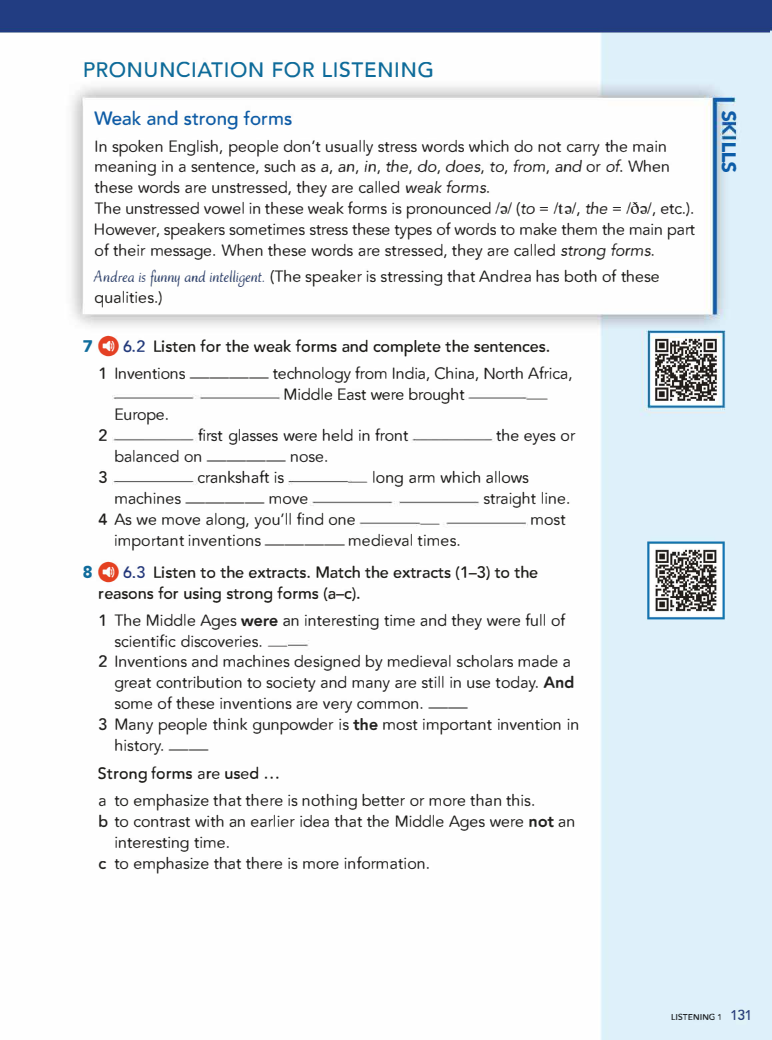 PRONUNCIATION FOR LISTENING
SKILLS
Weak and strong forms
In spoken English, people don't usually stress words which do not carry the main
meaning in a sentence, such as a, an, in, the, do, does, to, from, and or of. When
these words are unstressed, they are called weak forms.
The unstressed vowel in these weak forms is pronounced /ə/ (to = /tə/, the = /ðə/, etc.).
However, speakers sometimes stress these types of words to make them the main part
of their message. When these words are stressed, they are called strong forms.
Andrea is funny and intelligent. (The speaker is stressing that Andrea has both of these
qualities.)
7 6.2 Listen for the weak forms and complete the sentences.
1 Inventions ________ technology from India, China, North Africa,
________ ________ Middle East were brought ________
Europe.
2 ________ first glasses were held in front ________ the eyes or
balanced on ________ nose.
3 ________ crankshaft is ________ long arm which allows
machines ________ move ________ ________ straight line.
4 As we move along, you'll find one ________ ________ most
important inventions ________ medieval times.
8 6.3 Listen to the extracts. Match the extracts (1–3) to the
reasons for using strong forms (a–c).
1 The Middle Ages were an interesting time and they were full of
scientific discoveries. ____
2 Inventions and machines designed by medieval scholars made a
great contribution to society and many are still in use today. And
some of these inventions are very common. ____
3 Many people think gunpowder is the most important invention in
history. ____
Strong forms are used …
a to emphasize that there is nothing better or more than this.
b to contrast with an earlier idea that the Middle Ages were not an
interesting time.
c to emphasize that there is more information.
LISTENING 1 131